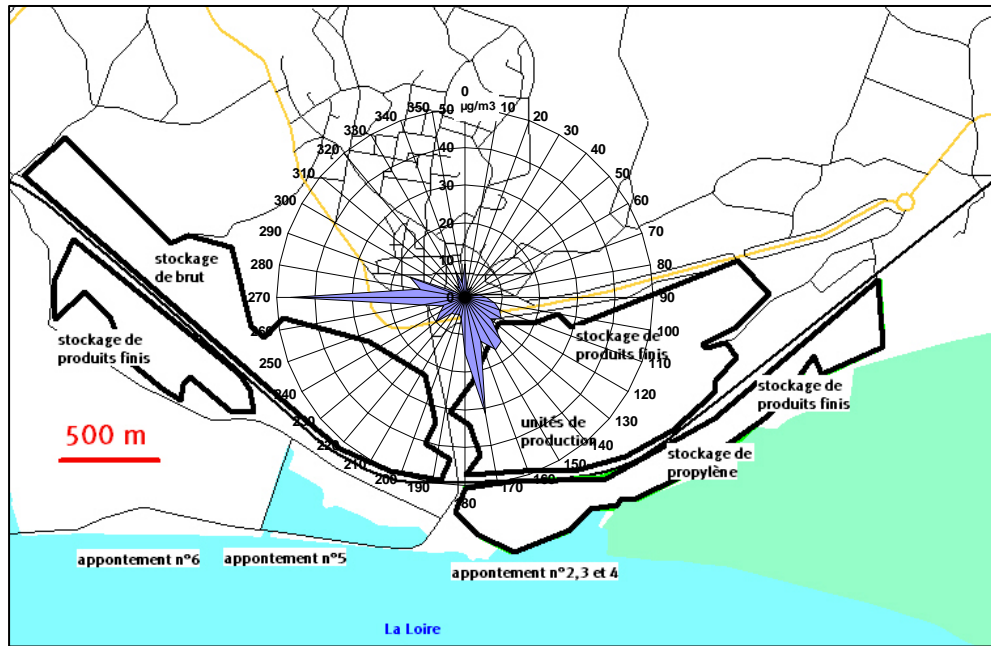 0
µg/m3
10
20
30
40
50
60
70
80
90
100
110
120
130
140
150
160
170
180
190
200
210
220
230
240
250
260
270
280
290
300
310
320
330
340
350
50
40
30
20
10
0
stockage
de brut
stockage de
produits finis
stockage de
produits finis
stockage de
produits finis
unités de
production
stockage de
propylène
500 m
appontement n°6
appontement n°5
appontement n°2,3 et 4
La Loire